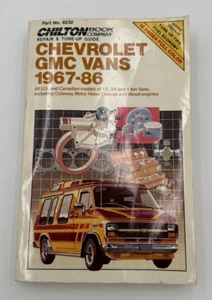 Part No. 6930
CHILTON BOOK COMPANY
REPAIR & TUNE-UP GUIDE
CHEVROLET
GMC VANS
1967-86
All U.S. and Canadian models of 1/2, 3/4 and 1 ton Vans,
Including Cutaway, Motor Home Chassis and diesel engines